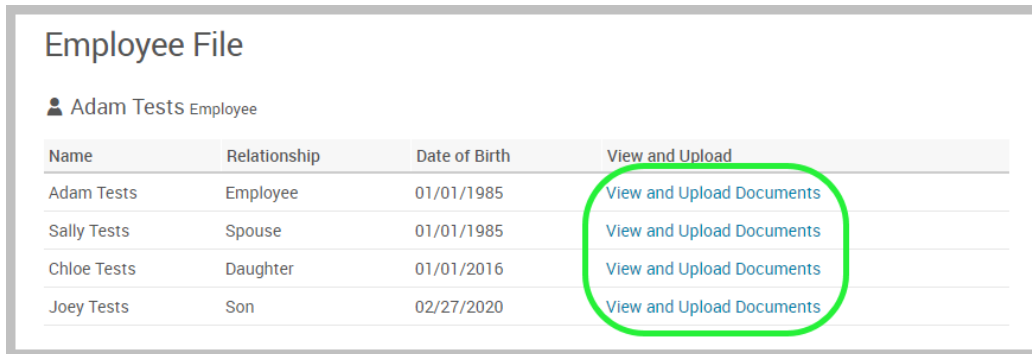 Employee File
Adam Tests Employee
Name Relationship Date of Birth View and Upload
Adam Tests Employee 01/01/1985 View and Upload Documents
Sally Tests Spouse 01/01/1985 View and Upload Documents
Chloe Tests Daughter 01/01/2016 View and Upload Documents
Joey Tests Son 02/27/2020 View and Upload Documents